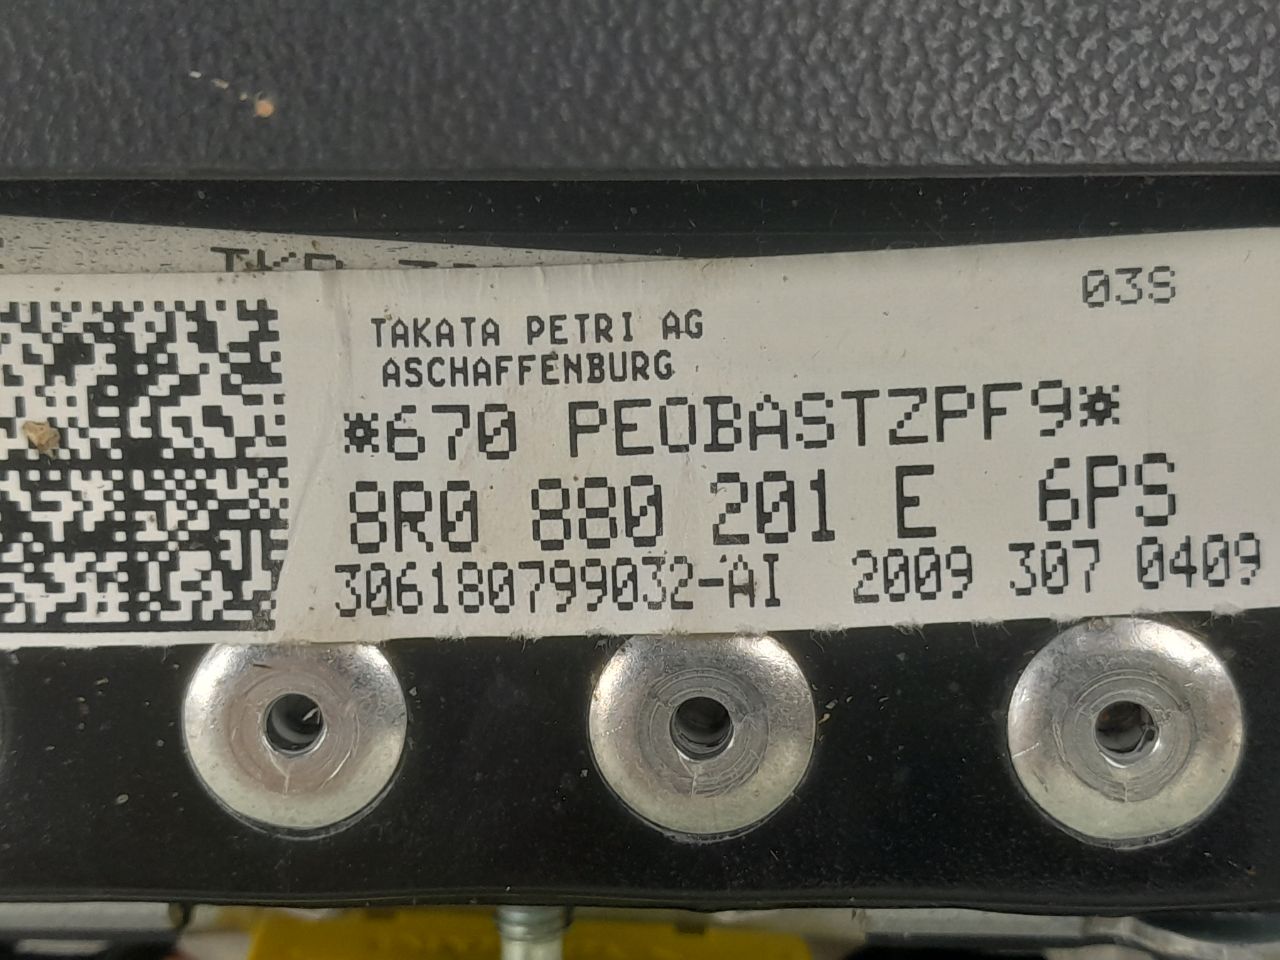 03S
TAKATA PETRI AG
ASCHAFFENBURG
*670 PEOBASTZPF9*
8R0 880 201 E 6PS
306180799032-AI 2009 307 0409